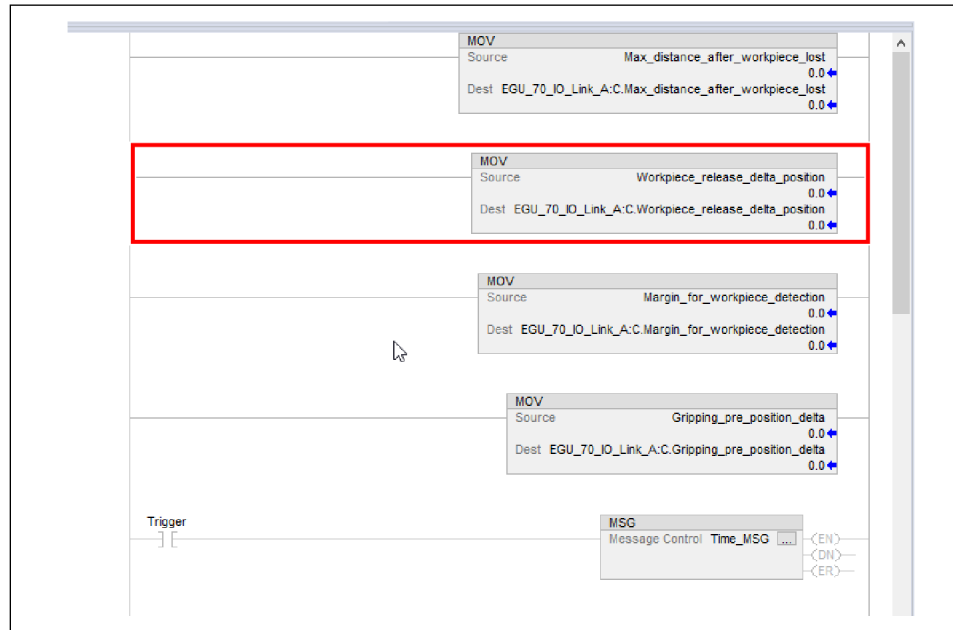 MOV
Source Max_distance_after_workpiece_lost
0.0
Dest EGU_70_IO_Link_A:C.Max_distance_after_workpiece_lost
0.0
MOV
Source Workpiece_release_delta_position
0.0
Dest EGU_70_IO_Link_A:C.Workpiece_release_delta_position
0.0
MOV
Source Margin_for_workpiece_detection
0.0
Dest EGU_70_IO_Link_A:C.Margin_for_workpiece_detection
0.0
MOV
Source Gripping_pre_position_delta
0.0
Dest EGU_70_IO_Link_A:C.Gripping_pre_position_delta
0.0
Trigger
MSG
Message Control Time_MSG ... (EN)
(DN)
(ER)